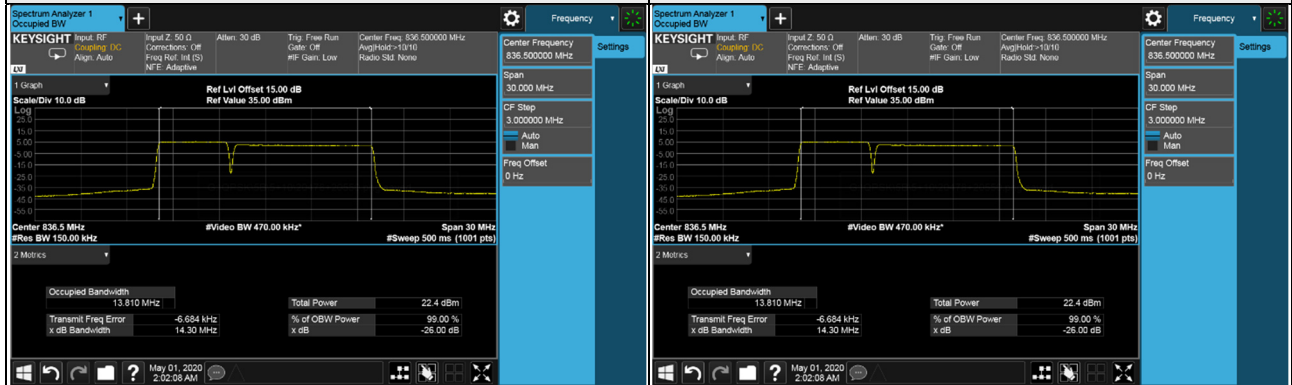 Spectrum Analyzer 1
Occupied BW
Frequency
KEYSIGHT
LXI
Input: RF
Coupling: DC
Align: Auto
Input Z: 50 Ω
Corrections: Off
Freq Ref: Int (S)
NFE: Adaptive
Atten: 30 dB
Trig: Free Run
Gate: Off
#IF Gain: Low
Center Freq: 836.500000 MHz
Avg|Hold:>10/10
Radio Std: None
Center Frequency
836.500000 MHz
Settings
Span
30.000 MHz
CF Step
3.000000 MHz
Auto
Man
Freq Offset
0 Hz
1 Graph
Scale/Div 10.0 dB
Ref Lvl Offset 15.00 dB
Ref Value 35.00 dBm
Log
25.0
15.0
5.00
-5.00
-15.0
-25.0
-35.0
-45.0
-55.0
Center 836.5 MHz
#Video BW 470.00 kHz*
Span 30 MHz
#Res BW 150.00 kHz
#Sweep 500 ms (1001 pts)
2 Metrics
Occupied Bandwidth
13.810 MHz
Total Power 22.4 dBm
Transmit Freq Error -6.684 kHz
% of OBW Power 99.00 %
x dB Bandwidth 14.30 MHz
x dB -26.00 dB
May 01, 2020
2:02:08 AM
Spectrum Analyzer 1
Occupied BW
Frequency
KEYSIGHT
LXI
Input: RF
Coupling: DC
Align: Auto
Input Z: 50 Ω
Corrections: Off
Freq Ref: Int (S)
NFE: Adaptive
Atten: 30 dB
Trig: Free Run
Gate: Off
#IF Gain: Low
Center Freq: 836.500000 MHz
Avg|Hold:>10/10
Radio Std: None
Center Frequency
836.500000 MHz
Settings
Span
30.000 MHz
CF Step
3.000000 MHz
Auto
Man
Freq Offset
0 Hz
1 Graph
Scale/Div 10.0 dB
Ref Lvl Offset 15.00 dB
Ref Value 35.00 dBm
Log
25.0
15.0
5.00
-5.00
-15.0
-25.0
-35.0
-45.0
-55.0
Center 836.5 MHz
#Video BW 470.00 kHz*
Span 30 MHz
#Res BW 150.00 kHz
#Sweep 500 ms (1001 pts)
2 Metrics
Occupied Bandwidth
13.810 MHz
Total Power 22.4 dBm
Transmit Freq Error -6.684 kHz
% of OBW Power 99.00 %
x dB Bandwidth 14.30 MHz
x dB -26.00 dB
May 01, 2020
2:02:08 AM